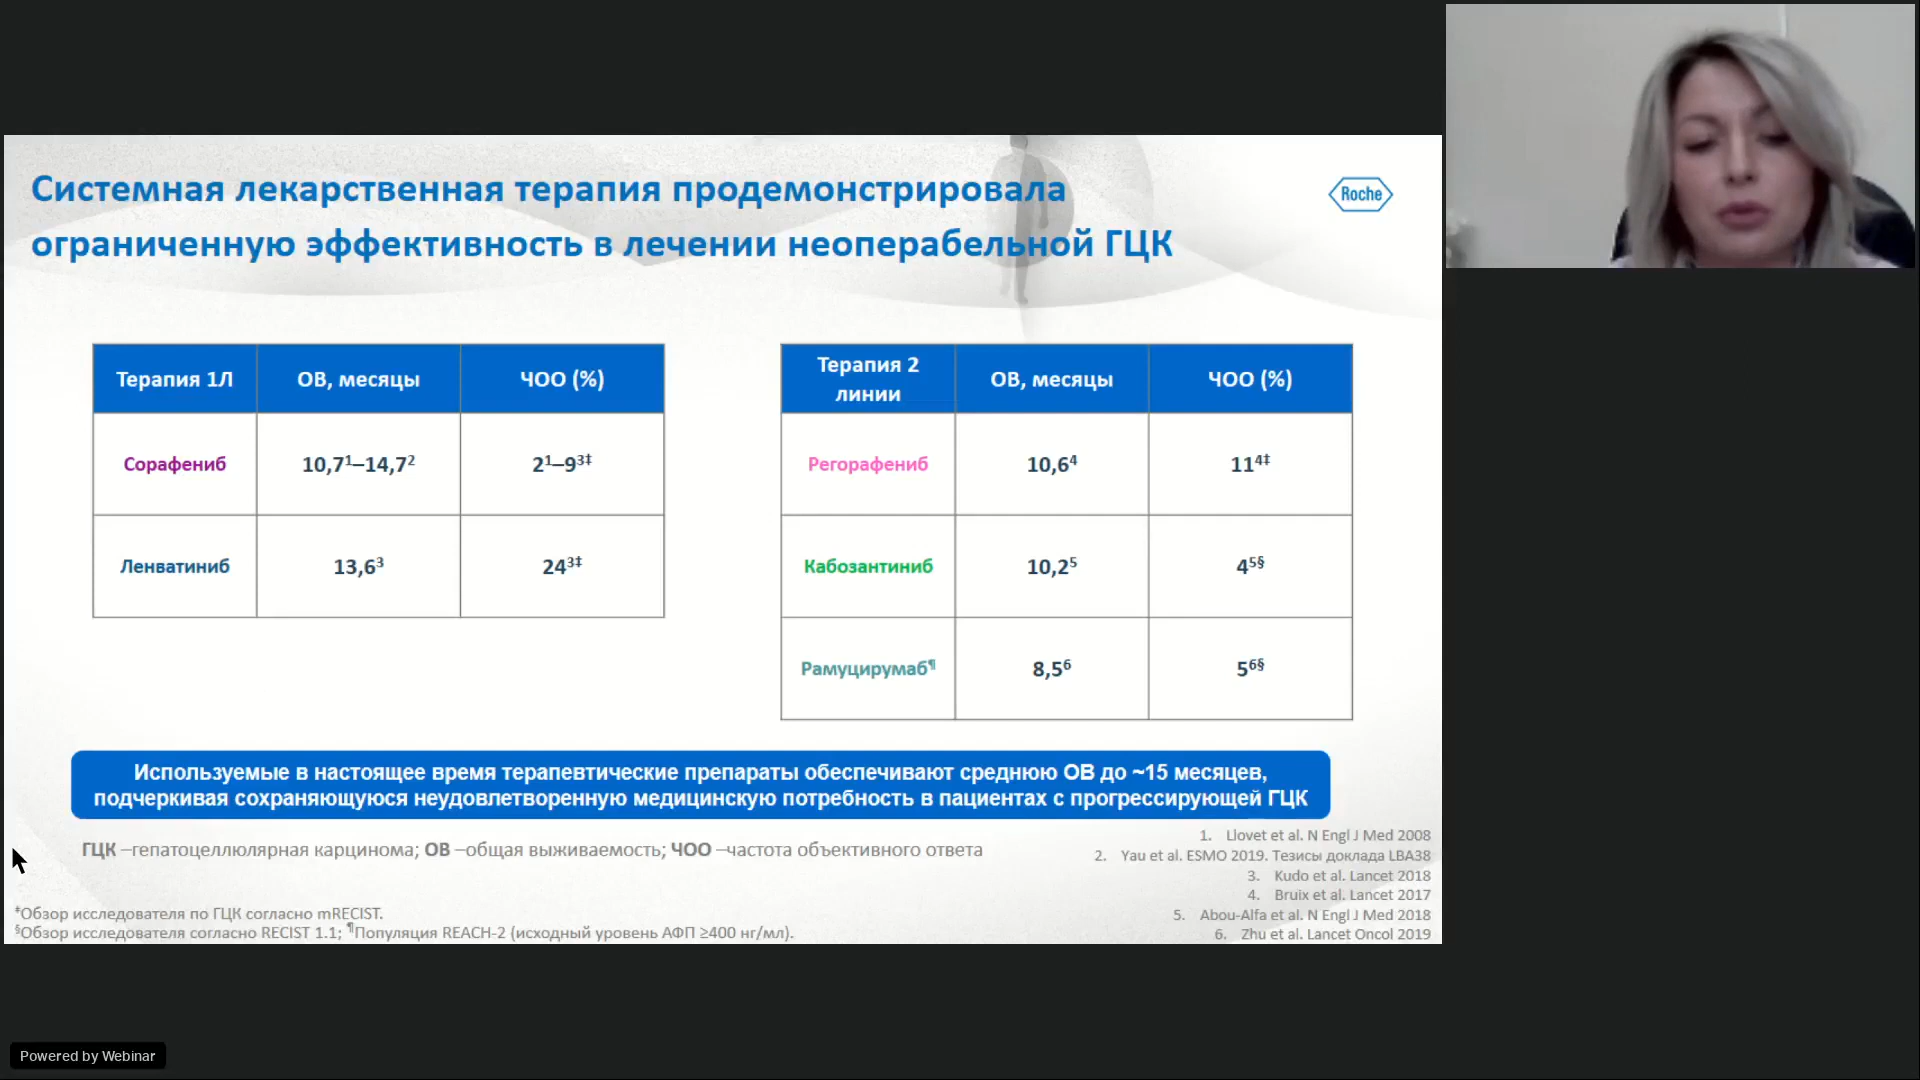 Системная лекарственная терапия продемонстрировала
ограниченную эффективность в лечении неоперабельной ГЦК
Roche
Терапия 1Л ОВ, месяцы ЧОО (%)
Сорафениб 10,7¹–14,7² 2¹–9³‡
Ленватиниб 13,6³ 24³‡
Терапия 2
линии
ОВ, месяцы ЧОО (%)
Регорафениб 10,6⁴ 11⁴‡
Кабозантиниб 10,2⁵ 4⁵§
Рамуцирумаб¶ 8,5⁶ 5⁶§
Используемые в настоящее время терапевтические препараты обеспечивают среднюю ОВ до ~15 месяцев,
подчеркивая сохраняющуюся неудовлетворенную медицинскую потребность в пациентах с прогрессирующей ГЦК
ГЦК –гепатоцеллюлярная карцинома; ОВ –общая выживаемость; ЧОО –частота объективного ответа
‡Обзор исследователя по ГЦК согласно mRECIST.
§Обзор исследователя согласно RECIST 1.1; ¶Популяция REACH-2 (исходный уровень АФП ≥400 нг/мл).
1. Llovet et al. N Engl J Med 2008
2. Yau et al. ESMO 2019. Тезисы доклада LBA38
3. Kudo et al. Lancet 2018
4. Bruix et al. Lancet 2017
5. Abou-Alfa et al. N Engl J Med 2018
6. Zhu et al. Lancet Oncol 2019
Powered by Webinar